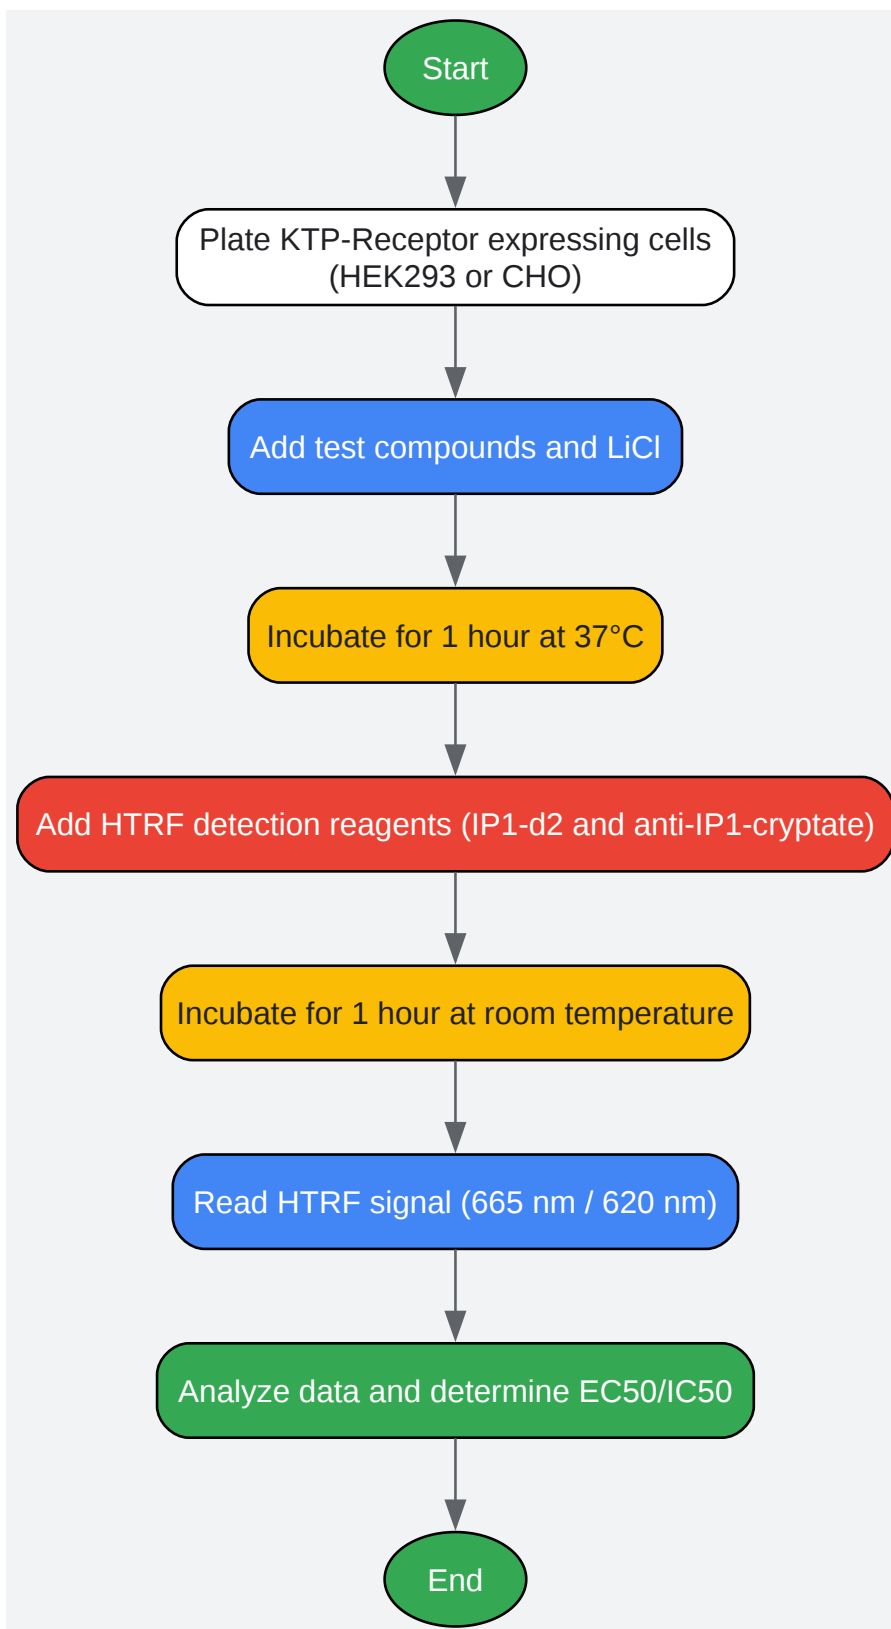 Start
Plate KTP-Receptor expressing cells
(HEK293 or CHO)
Add test compounds and LiCl
Incubate for 1 hour at 37°C
Add HTRF detection reagents (IP1-d2 and anti-IP1-cryptate)
Incubate for 1 hour at room temperature
Read HTRF signal (665 nm / 620 nm)
Analyze data and determine EC50/IC50
End